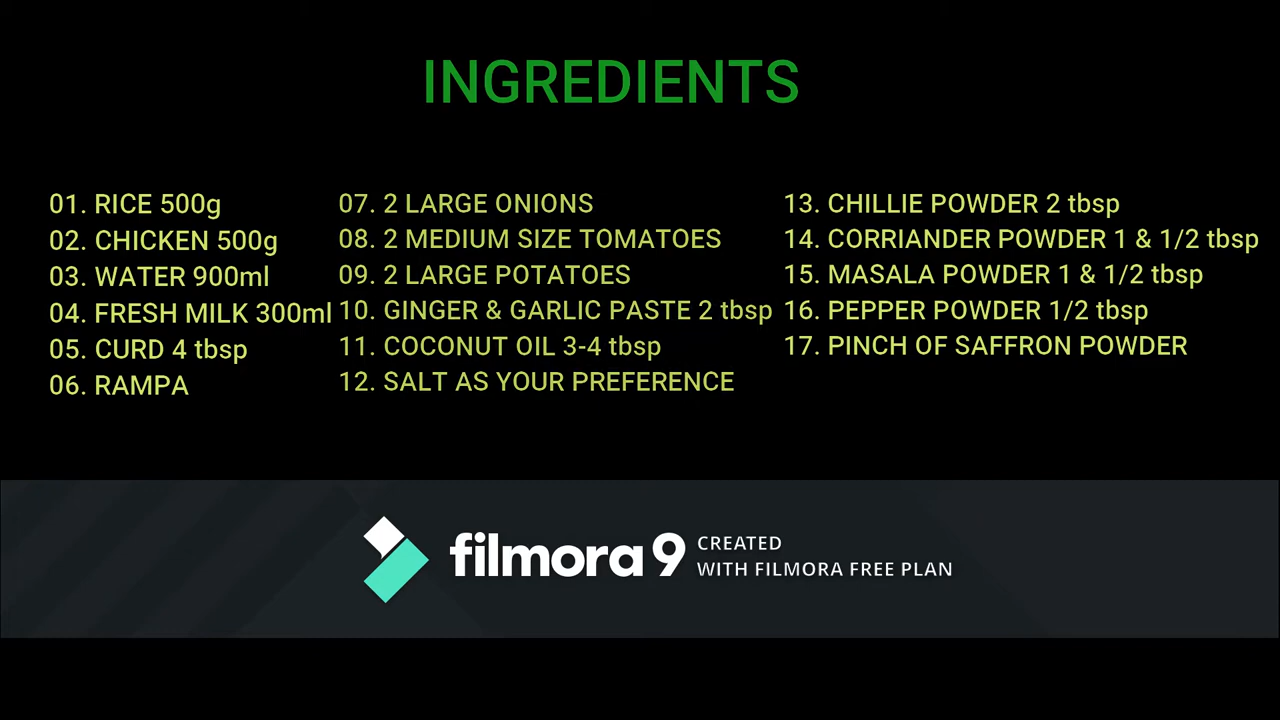 INGREDIENTS
01. RICE 500g
02. CHICKEN 500g
03. WATER 900ml
04. FRESH MILK 300ml
05. CURD 4 tbsp
06. RAMPA
07. 2 LARGE ONIONS
08. 2 MEDIUM SIZE TOMATOES
09. 2 LARGE POTATOES
10. GINGER & GARLIC PASTE 2 tbsp
11. COCONUT OIL 3-4 tbsp
12. SALT AS YOUR PREFERENCE
13. CHILLIE POWDER 2 tbsp
14. CORRIANDER POWDER 1 & 1/2 tbsp
15. MASALA POWDER 1 & 1/2 tbsp
16. PEPPER POWDER 1/2 tbsp
17. PINCH OF SAFFRON POWDER
filmora 9
CREATED
WITH FILMORA FREE PLAN